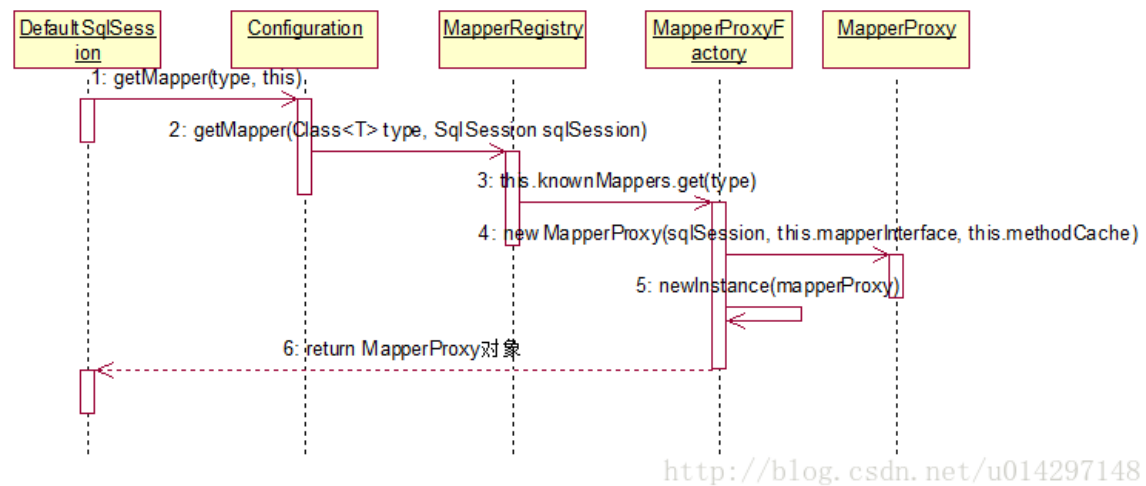 DefaultSqlSess
ion
Configuration
MapperRegistry
MapperProxyF
actory
MapperProxy
1: getMapper(type, this)
2: getMapper(Class<T> type, SqlSession sqlSession)
3: this.knownMappers.get(type)
4: new MapperProxy(sqlSession, this.mapperInterface, this.methodCache)
5: newInstance(mapperProxy)
6: return MapperProxy对象
http://blog.csdn.net/u014297148